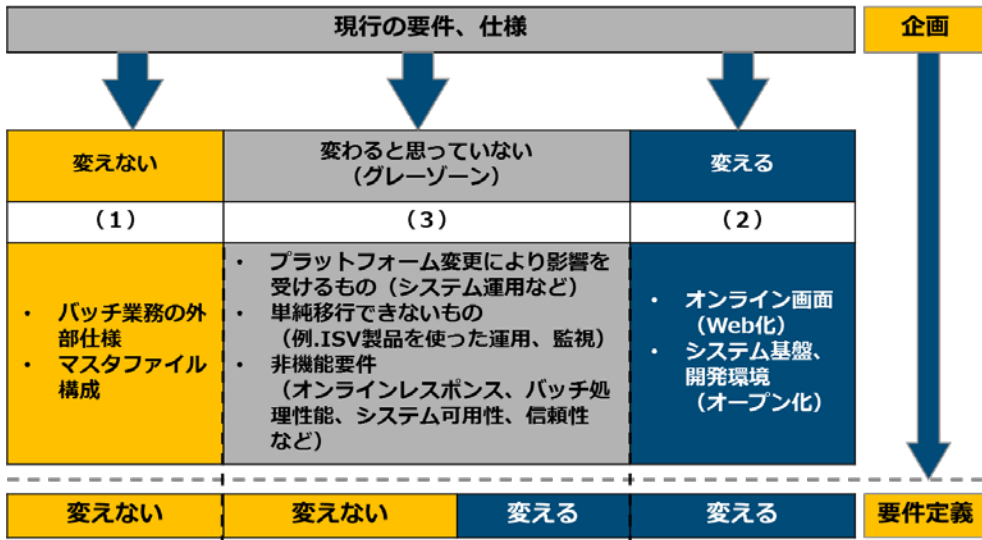 現行の要件、仕様
企画
変えない
変わると思っていない
（グレーゾーン）
変える
（1）
（3）
（2）
・ バッチ業務の外
部仕様
・ マスタファイル
構成
・ プラットフォーム変更により影響を
受けるもの（システム運用など）
・ 単純移行できないもの
（例.ISV製品を使った運用、監視）
・ 非機能要件
（オンラインレスポンス、バッチ処
理性能、システム可用性、信頼性
など）
・ オンライン画面
（Web化）
・ システム基盤、
開発環境
（オープン化）
変えない
変えない
変える
変える
要件定義